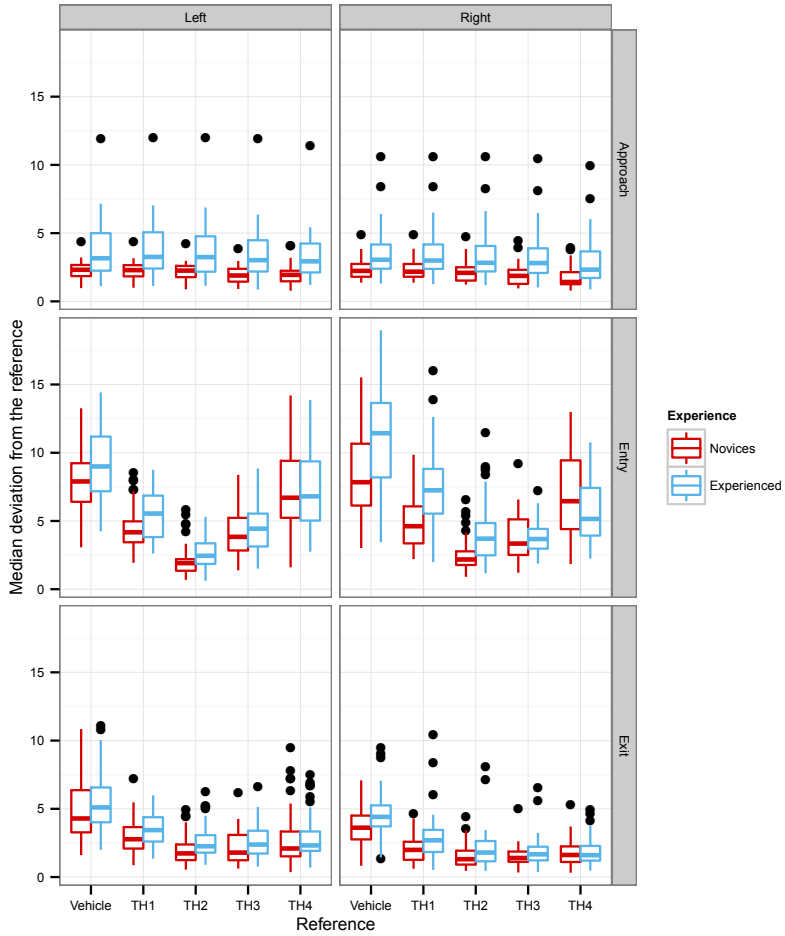 Left
Right
15
10
5
0
Approach
15
10
5
0
Entry
15
10
5
0
Exit
Vehicle TH1 TH2 TH3 TH4
Vehicle TH1 TH2 TH3 TH4
Reference
Median deviation from the reference
Experience
Novices
Experienced